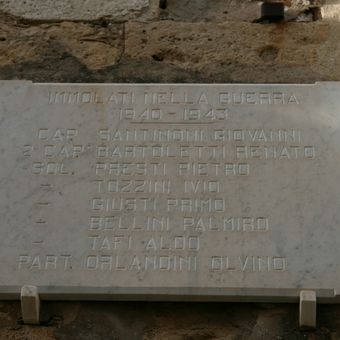 IMMOLATI NELLA GUERRA
1940-1943
CAP. SANTINONI GIOVANNI
2° CAP° BARTOLETTI RENATO
SOL. PRESTI PIETRO
- TOZZINI IVIO
- GIUSTI PRIMO
- BELLINI PALMIRO
- TAFI ALDO
PART. ORLANDINI OLVINO